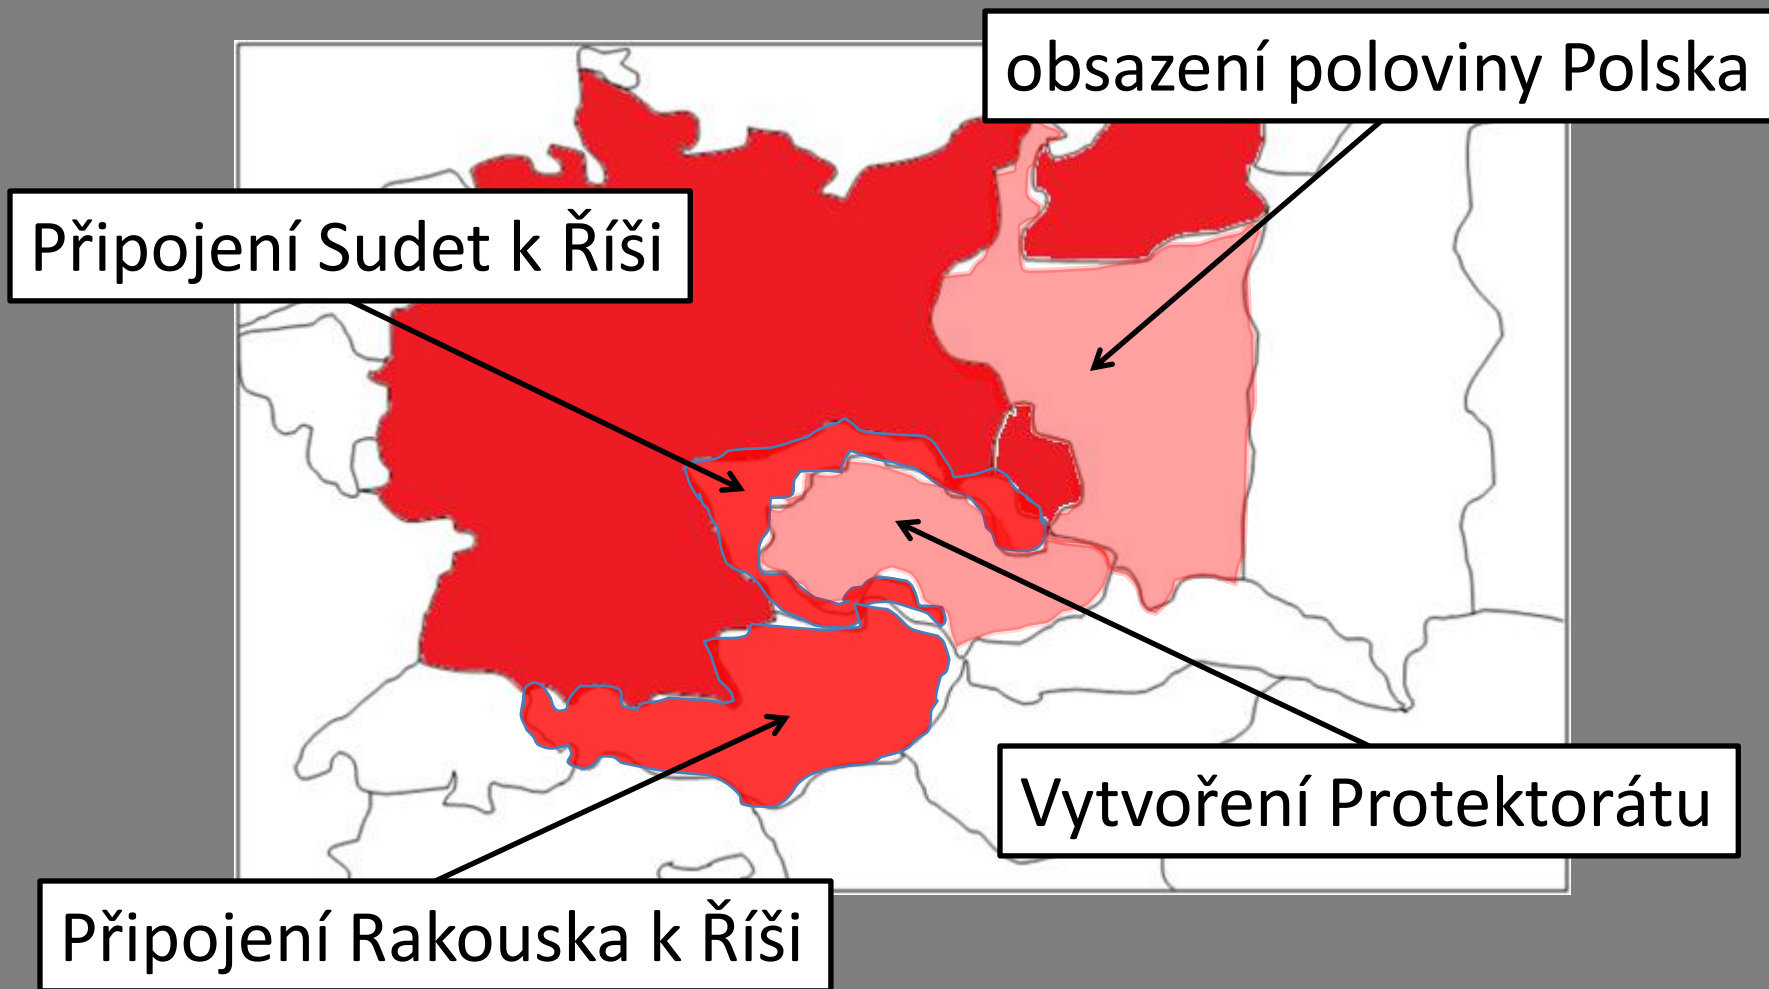 obsazení poloviny Polska
Připojení Sudet k Říši
Vytvoření Protektorátu
Připojení Rakouska k Říši